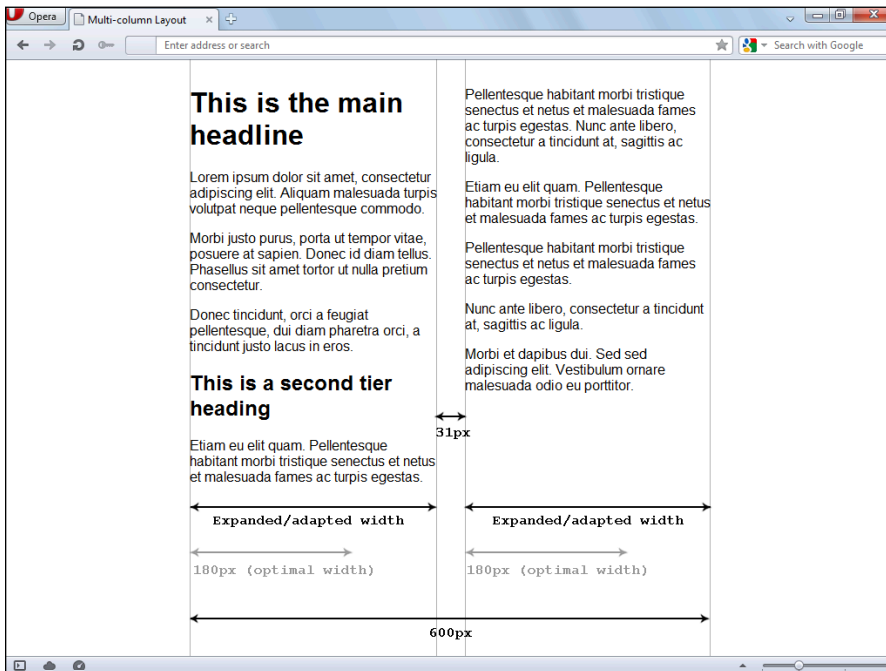 Opera
Multi-column Layout
Enter address or search
Search with Google
This is the main
headline
Lorem ipsum dolor sit amet, consectetur
adipiscing elit. Aliquam malesuada turpis
volutpat neque pellentesque commodo.
Morbi justo purus, porta ut tempor vitae,
posuere at sapien. Donec id diam tellus.
Phasellus sit amet tortor ut nulla pretium
consectetur.
Donec tincidunt, orci a feugiat
pellentesque, dui diam pharetra orci, a
tincidunt justo lacus in eros.
This is a second tier
heading
Etiam eu elit quam. Pellentesque
habitant morbi tristique senectus et netus
et malesuada fames ac turpis egestas.
Pellentesque habitant morbi tristique
senectus et netus et malesuada fames
ac turpis egestas. Nunc ante libero,
consectetur a tincidunt at, sagittis ac
ligula.
Etiam eu elit quam. Pellentesque
habitant morbi tristique senectus et netus
et malesuada fames ac turpis egestas.
Pellentesque habitant morbi tristique
senectus et netus et malesuada fames
ac turpis egestas.
Nunc ante libero, consectetur a tincidunt
at, sagittis ac ligula.
Morbi et dapibus dui. Sed sed
adipiscing elit. Vestibulum ornare
malesuada odio eu porttitor.
31px
Expanded/adapted width
Expanded/adapted width
180px (optimal width)
180px (optimal width)
600px